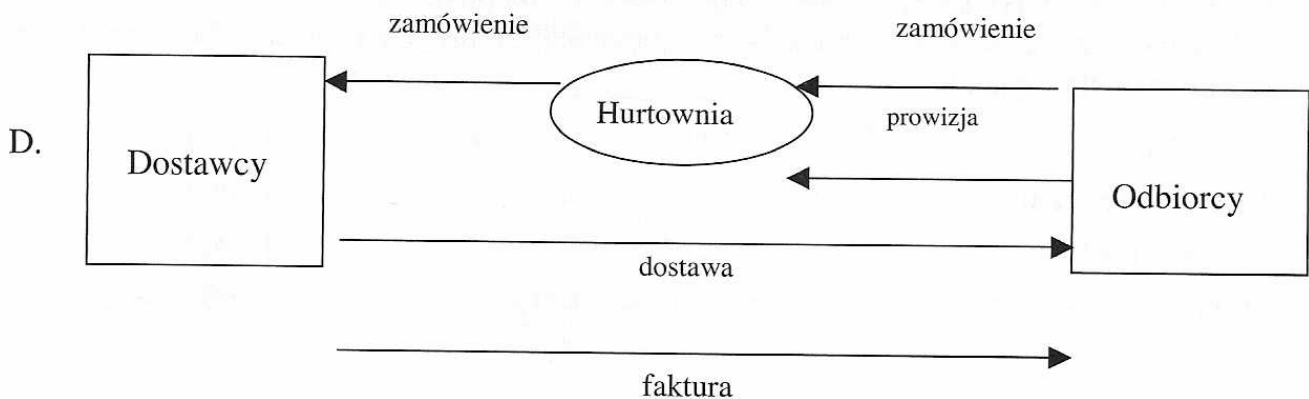 zamówienie zamówienie
Hurtownia
prowizja
D.
Dostawcy
Odbiorcy
dostawa
faktura